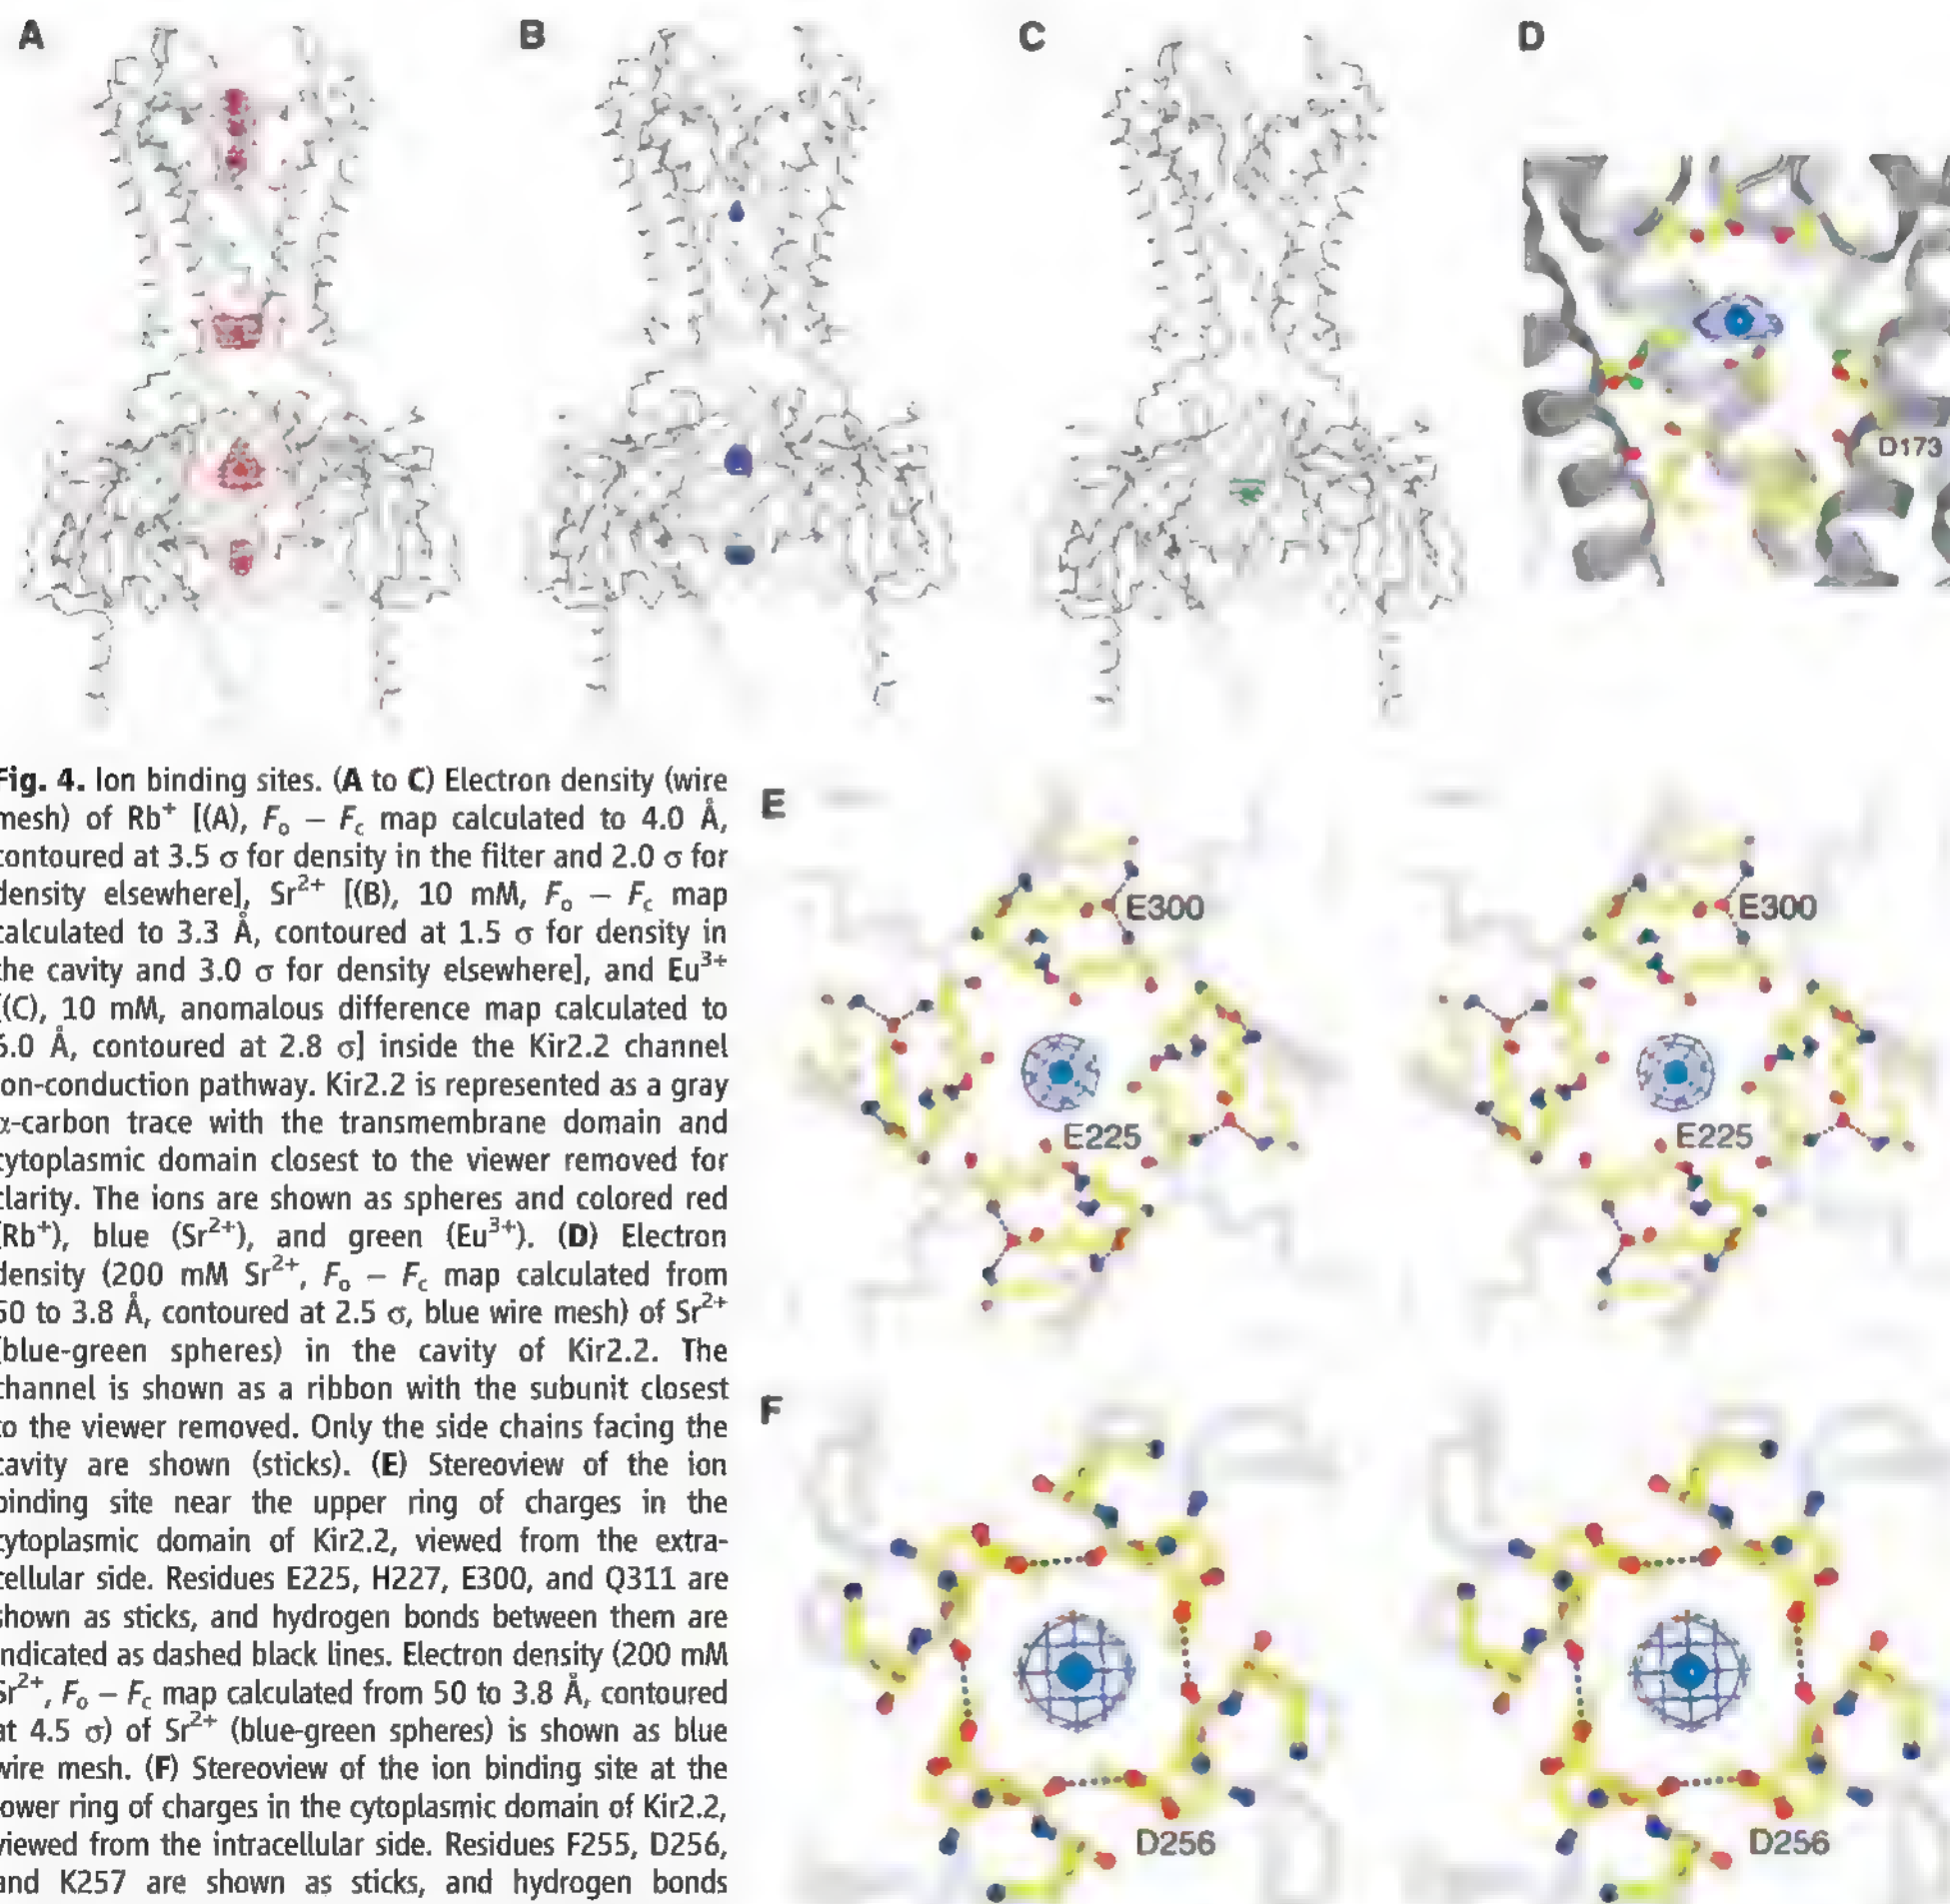 A
B
C
D
D173
Fig. 4. Ion binding sites. (A to C) Electron density (wire
mesh) of Rb⁺ [(A), Fo − Fc map calculated to 4.0 Å,
contoured at 3.5 σ for density in the filter and 2.0 σ for
density elsewhere], Sr²⁺ [(B), 10 mM, Fo − Fc map
calculated to 3.3 Å, contoured at 1.5 σ for density in
the cavity and 3.0 σ for density elsewhere], and Eu³⁺
[(C), 10 mM, anomalous difference map calculated to
Å, contoured at 2.8 σ] inside the Kir2.2 channel
ion-conduction pathway. Kir2.2 is represented as a gray
α-carbon trace with the transmembrane domain and
cytoplasmic domain closest to the viewer removed for
clarity. The ions are shown as spheres and colored red
(Rb⁺), blue (Sr²⁺), and green (Eu³⁺). (D) Electron
density (200 mM Sr²⁺, Fo − Fc map calculated from
50 to 3.8 Å, contoured at 2.5 σ, blue wire mesh) of Sr²⁺
(blue-green spheres) in the cavity of Kir2.2. The
channel is shown as a ribbon with the subunit closest
to the viewer removed. Only the side chains facing the
cavity are shown (sticks). (E) Stereoview of the ion
binding site near the upper ring of charges in the
cytoplasmic domain of Kir2.2, viewed from the extra-
cellular side. Residues E225, H227, E300, and Q311 are
shown as sticks, and hydrogen bonds between them are
indicated as dashed black lines. Electron density (200 mM
Sr²⁺, Fo − Fc map calculated from 50 to 3.8 Å, contoured
at 4.5 σ) of Sr²⁺ (blue-green spheres) is shown as blue
wire mesh. (F) Stereoview of the ion binding site at the
lower ring of charges in the cytoplasmic domain of Kir2.2,
viewed from the intracellular side. Residues F255, D256,
and K257 are shown as sticks, and hydrogen bonds
E
E300
E300
E225
E225
F
D256
D256